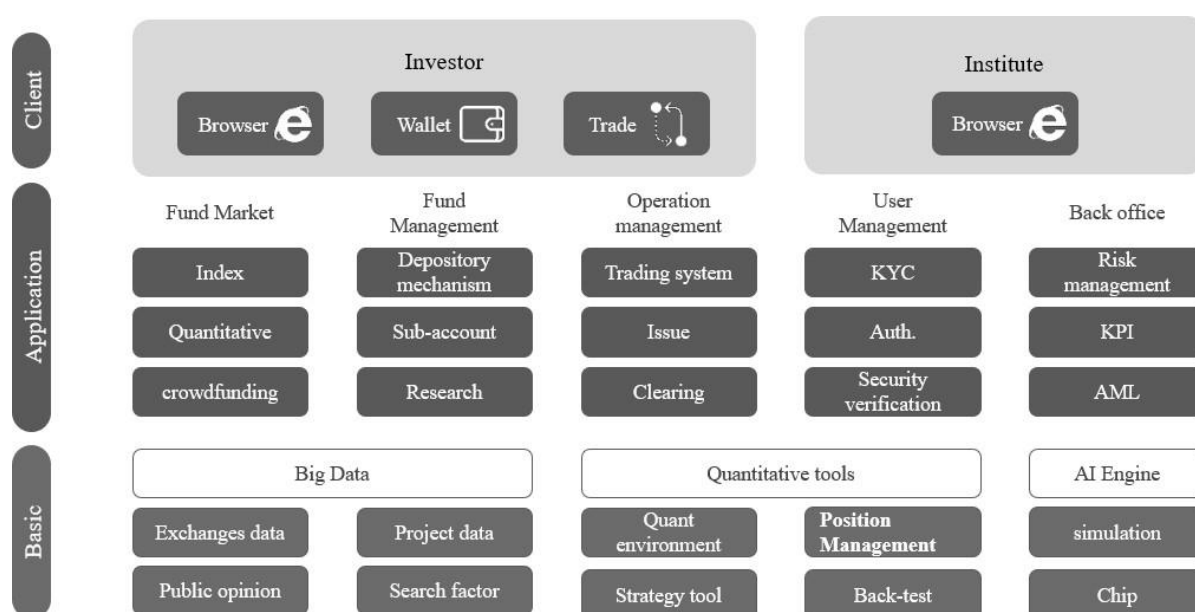 Client
Investor
Browser
Wallet
Trade
Institute
Browser
Application
Fund Market
Index
Quantitative
crowdfunding
Fund
Management
Depository
mechanism
Sub-account
Research
Operation
management
Trading system
Issue
Clearing
User
Management
KYC
Auth.
Security
verification
Back office
Risk
management
KPI
AML
Basic
Big Data
Exchanges data
Project data
Public opinion
Search factor
Quantitative tools
Quant
environment
Position
Management
Strategy tool
Back-test
AI Engine
simulation
Chip